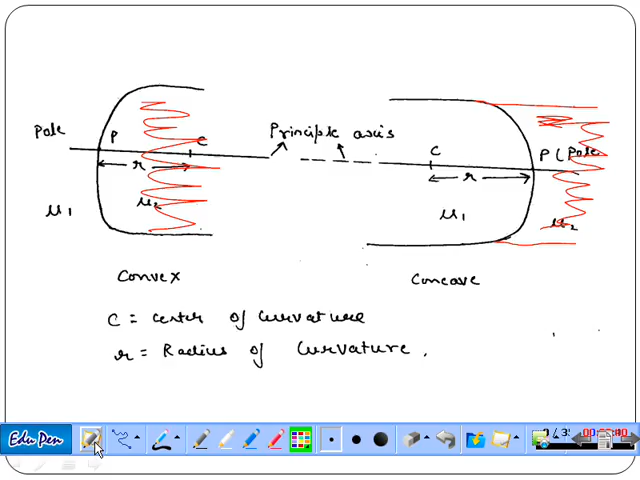 Principle axis
Pole P C C P (Pole
r r
μ1 μ2 μ1 μ2
Convex Concave
C = center of curvature
r = Radius of Curvature.
Edu Pen